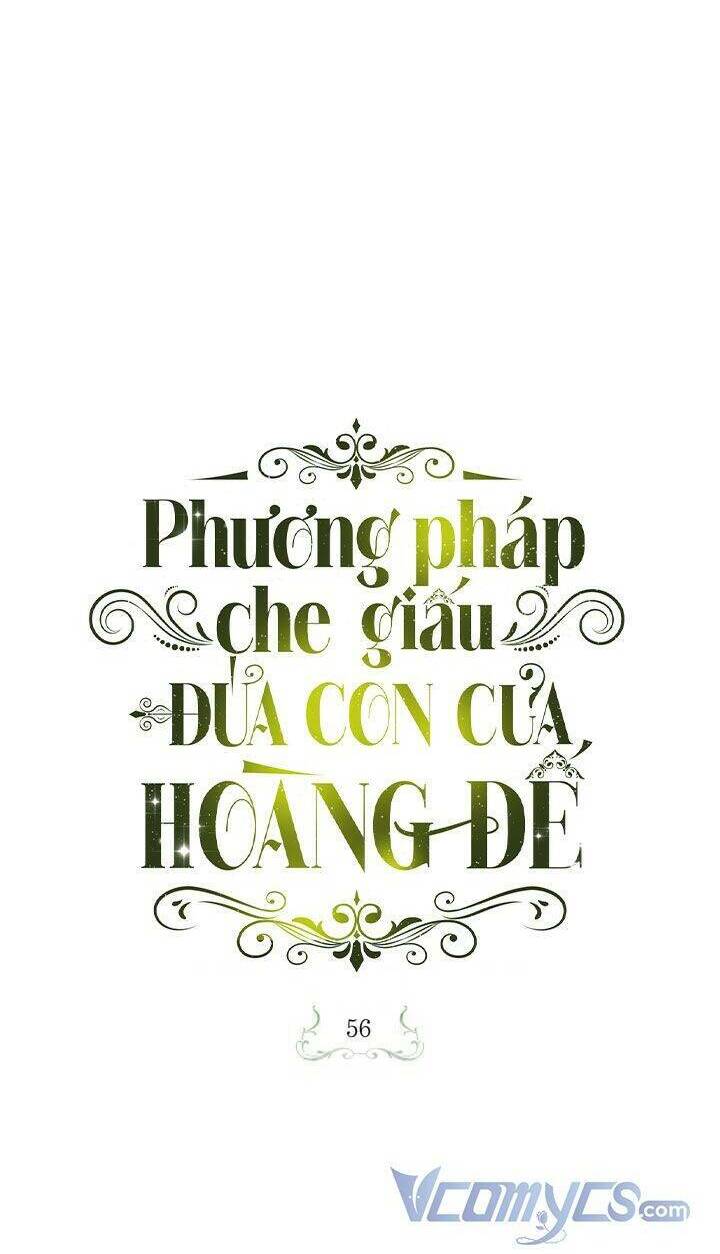 Phương pháp
che giấu
ĐỨA CON CỦA
HOÀNG ĐẾ
56
VCOMYCS.com